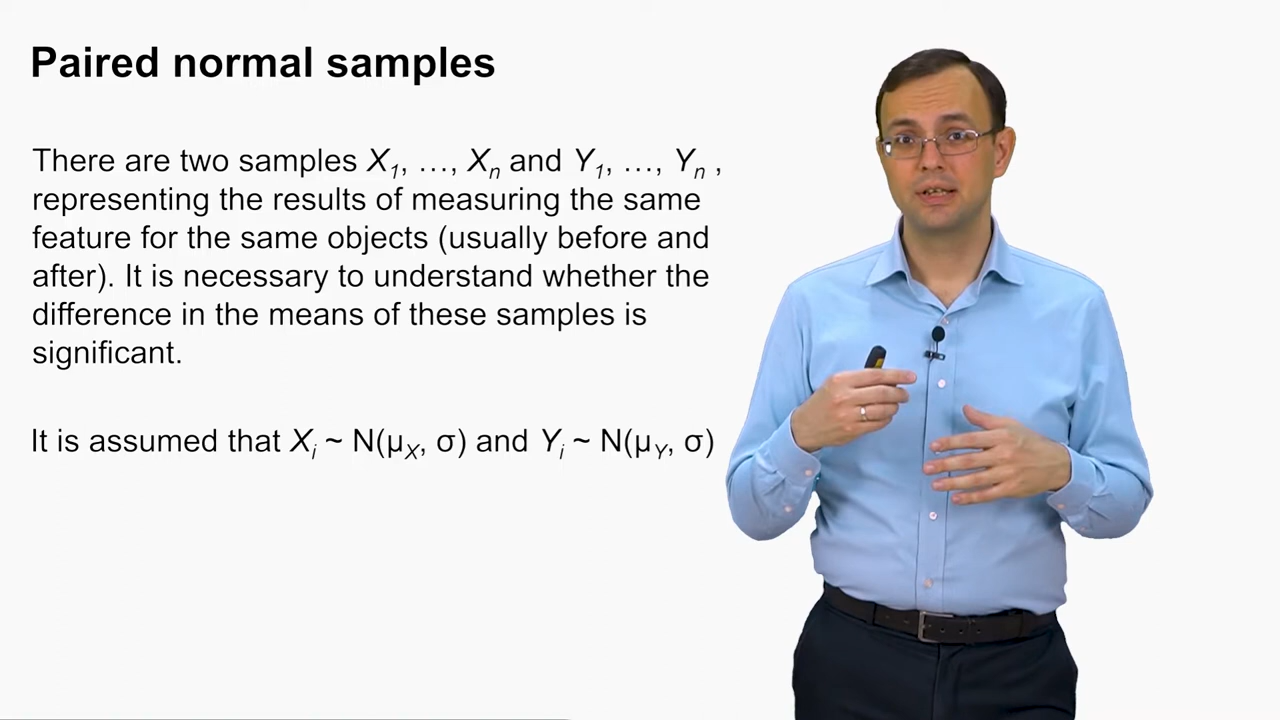 Paired normal samples
There are two samples X₁, …, Xₙ and Y₁, …, Yₙ ,
representing the results of measuring the same
feature for the same objects (usually before and
after). It is necessary to understand whether the
difference in the means of these samples is
significant.
It is assumed that Xᵢ ~ N(μ_X, σ) and Yᵢ ~ N(μ_Y, σ)